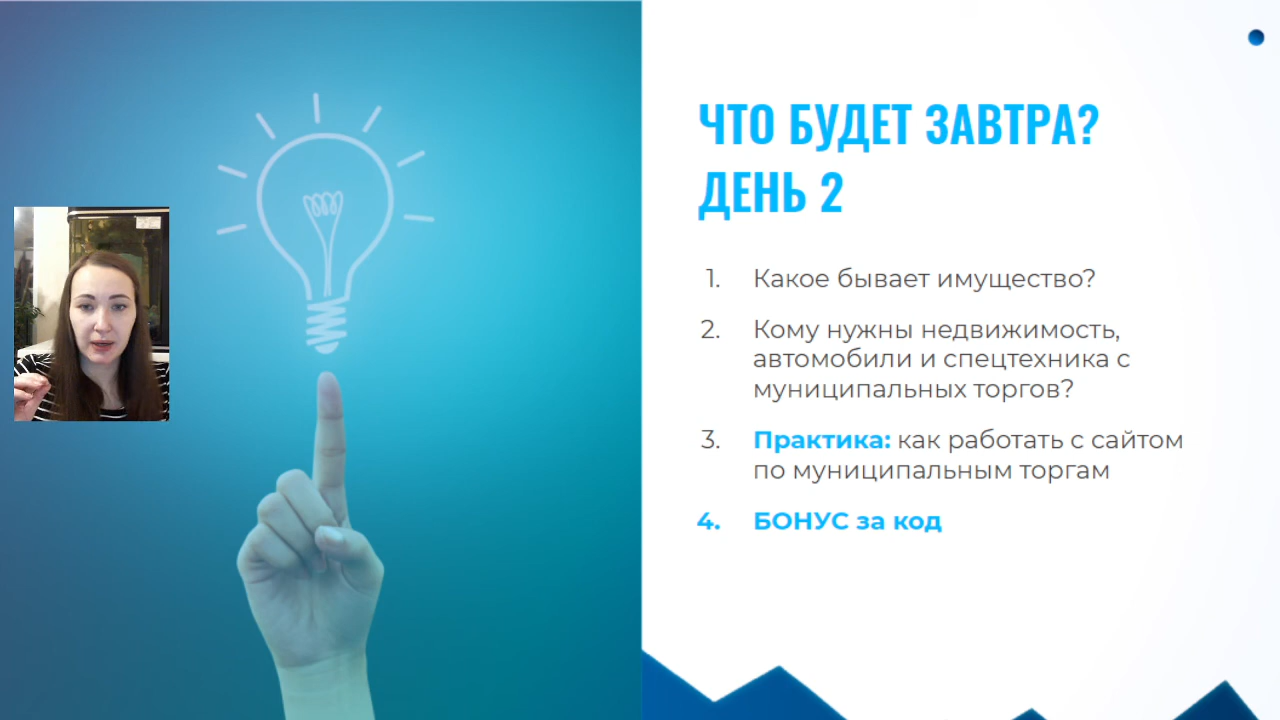 ЧТО БУДЕТ ЗАВТРА?
ДЕНЬ 2
1. Какое бывает имущество?
2. Кому нужны недвижимость,
автомобили и спецтехника с
муниципальных торгов?
3. Практика: как работать с сайтом
по муниципальным торгам
4. БОНУС за код